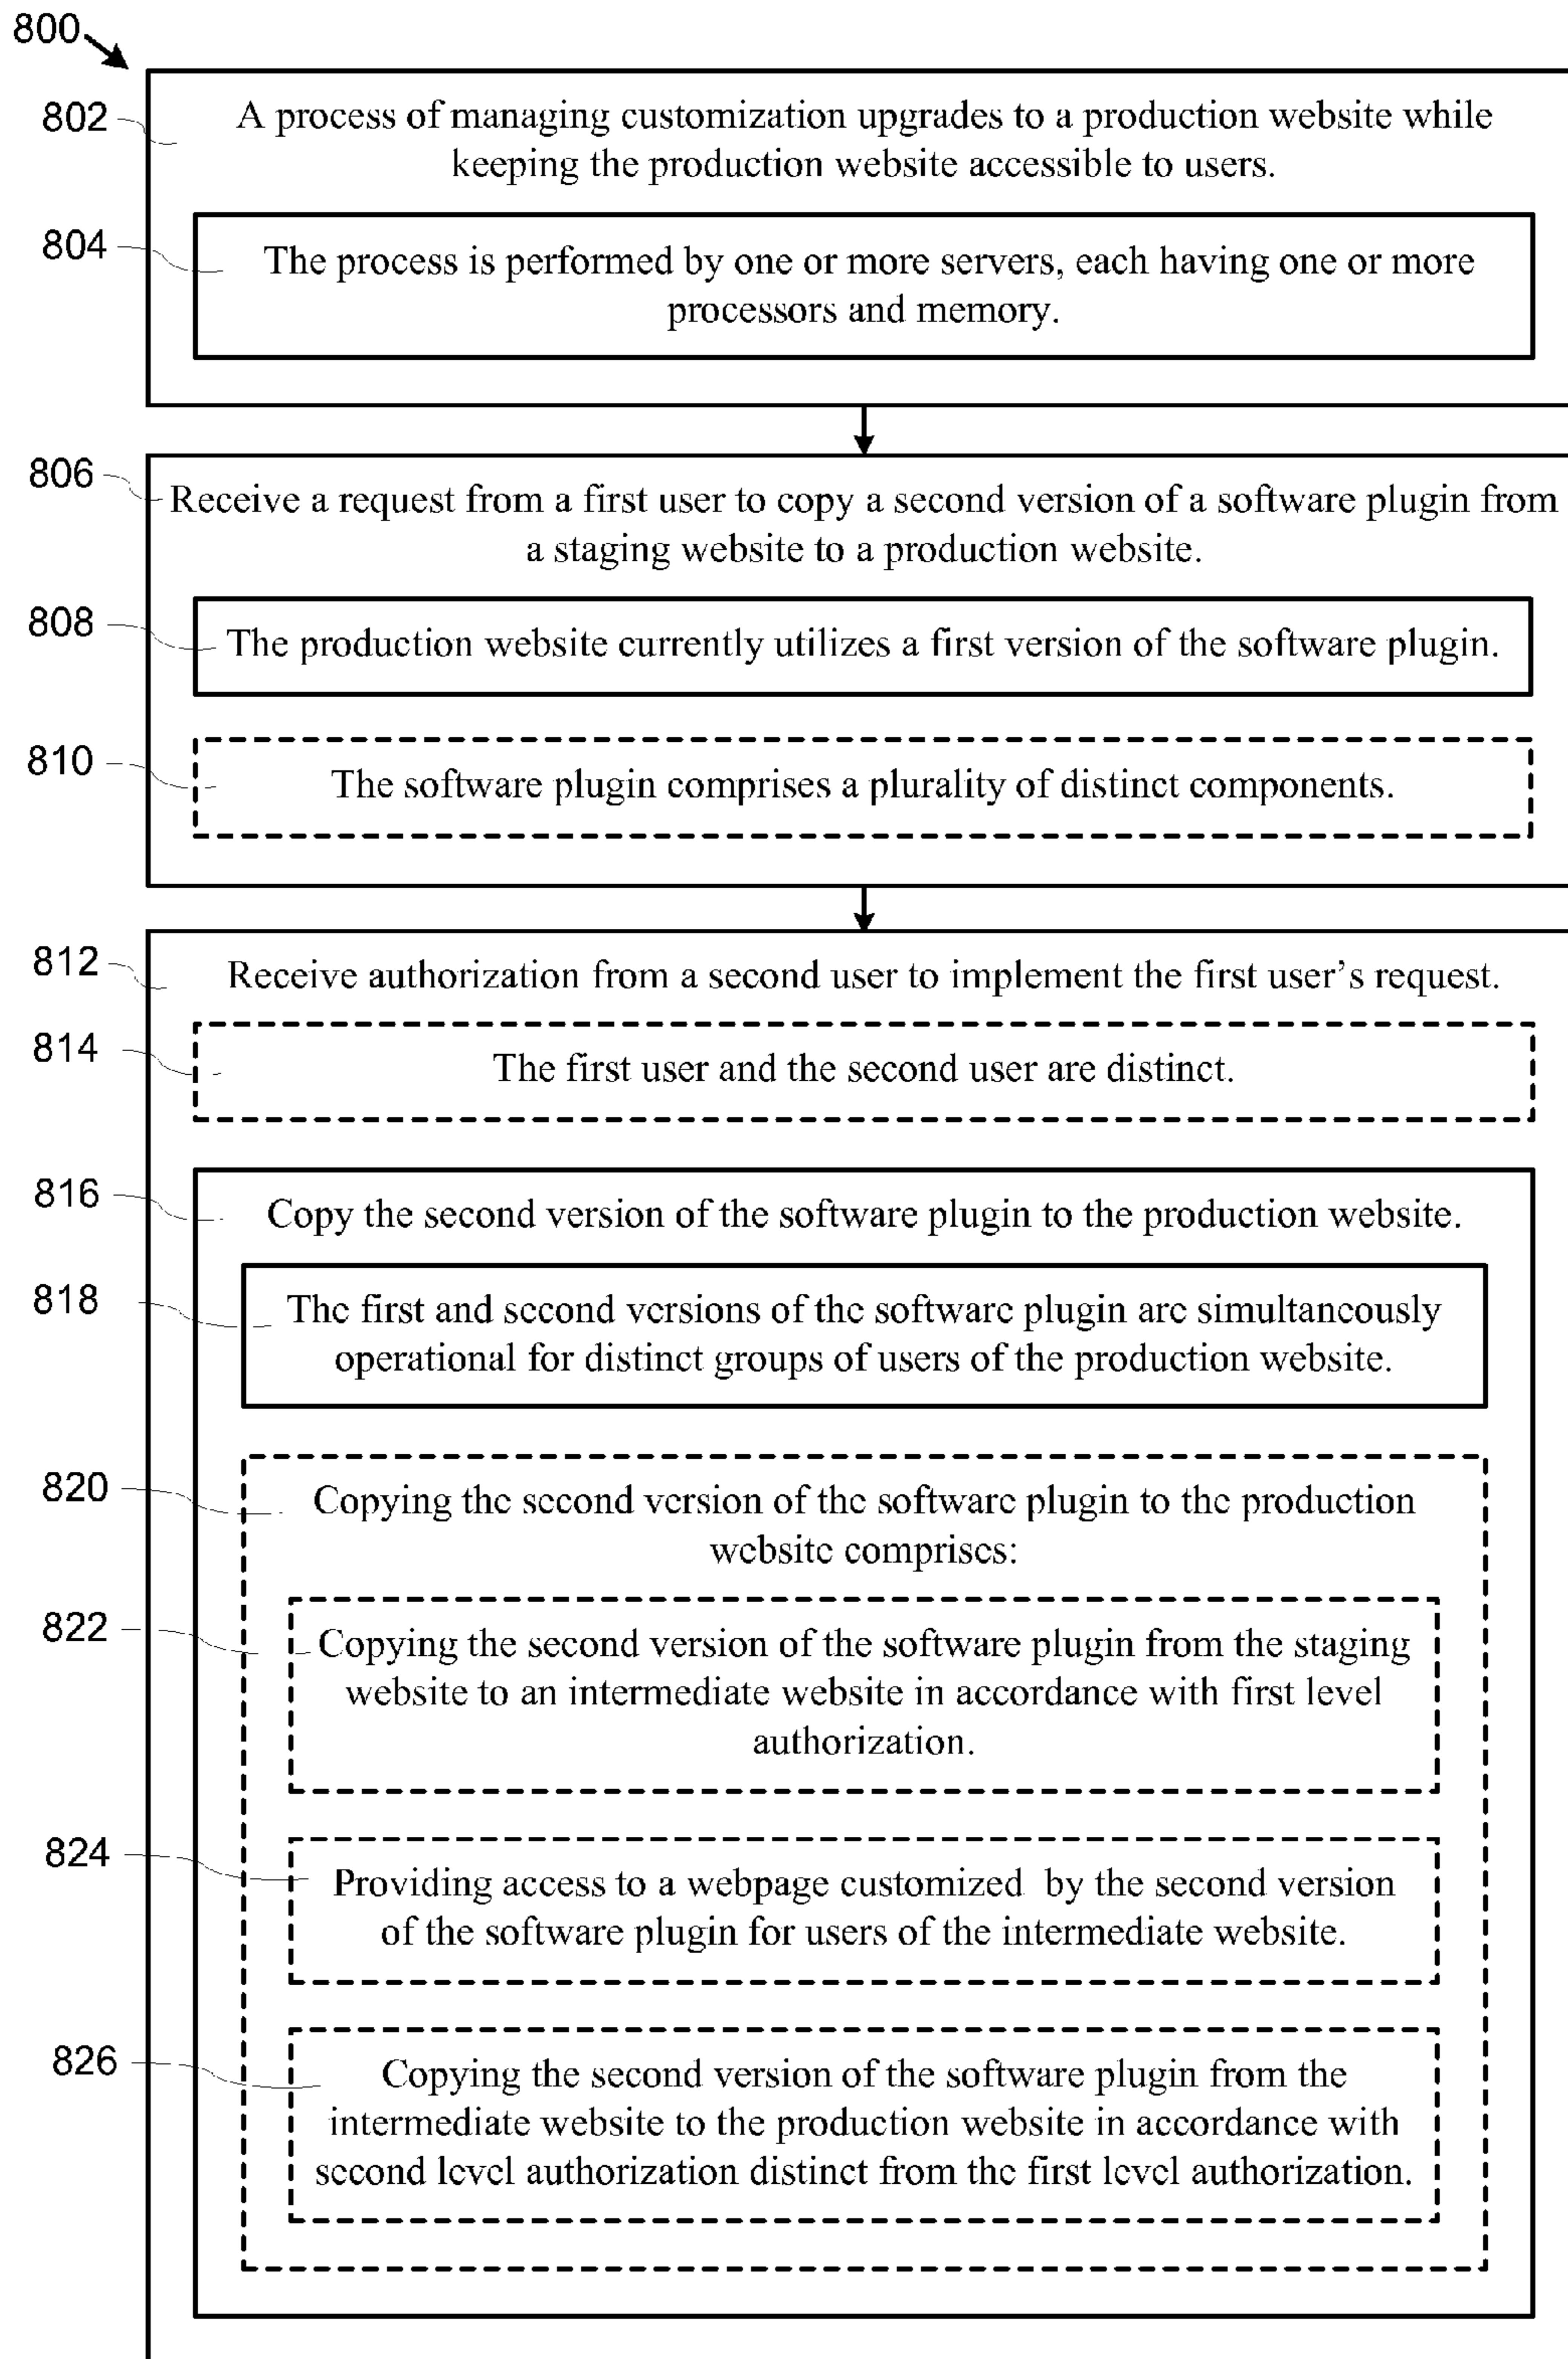 800
802
A process of managing customization upgrades to a production website while
keeping the production website accessible to users.
804
The process is performed by one or more servers, each having one or more
processors and memory.
806
Receive a request from a first user to copy a second version of a software plugin from
a staging website to a production website.
808
The production website currently utilizes a first version of the software plugin.
810
The software plugin comprises a plurality of distinct components.
812
Receive authorization from a second user to implement the first user’s request.
814
The first user and the second user are distinct.
816
Copy the second version of the software plugin to the production website.
818
The first and second versions of the software plugin are simultaneously
operational for distinct groups of users of the production website.
820
Copying the second version of the software plugin to the production
website comprises:
822
Copying the second version of the software plugin from the staging
website to an intermediate website in accordance with first level
authorization.
824
Providing access to a webpage customized by the second version
of the software plugin for users of the intermediate website.
826
Copying the second version of the software plugin from the
intermediate website to the production website in accordance with
second level authorization distinct from the first level authorization.